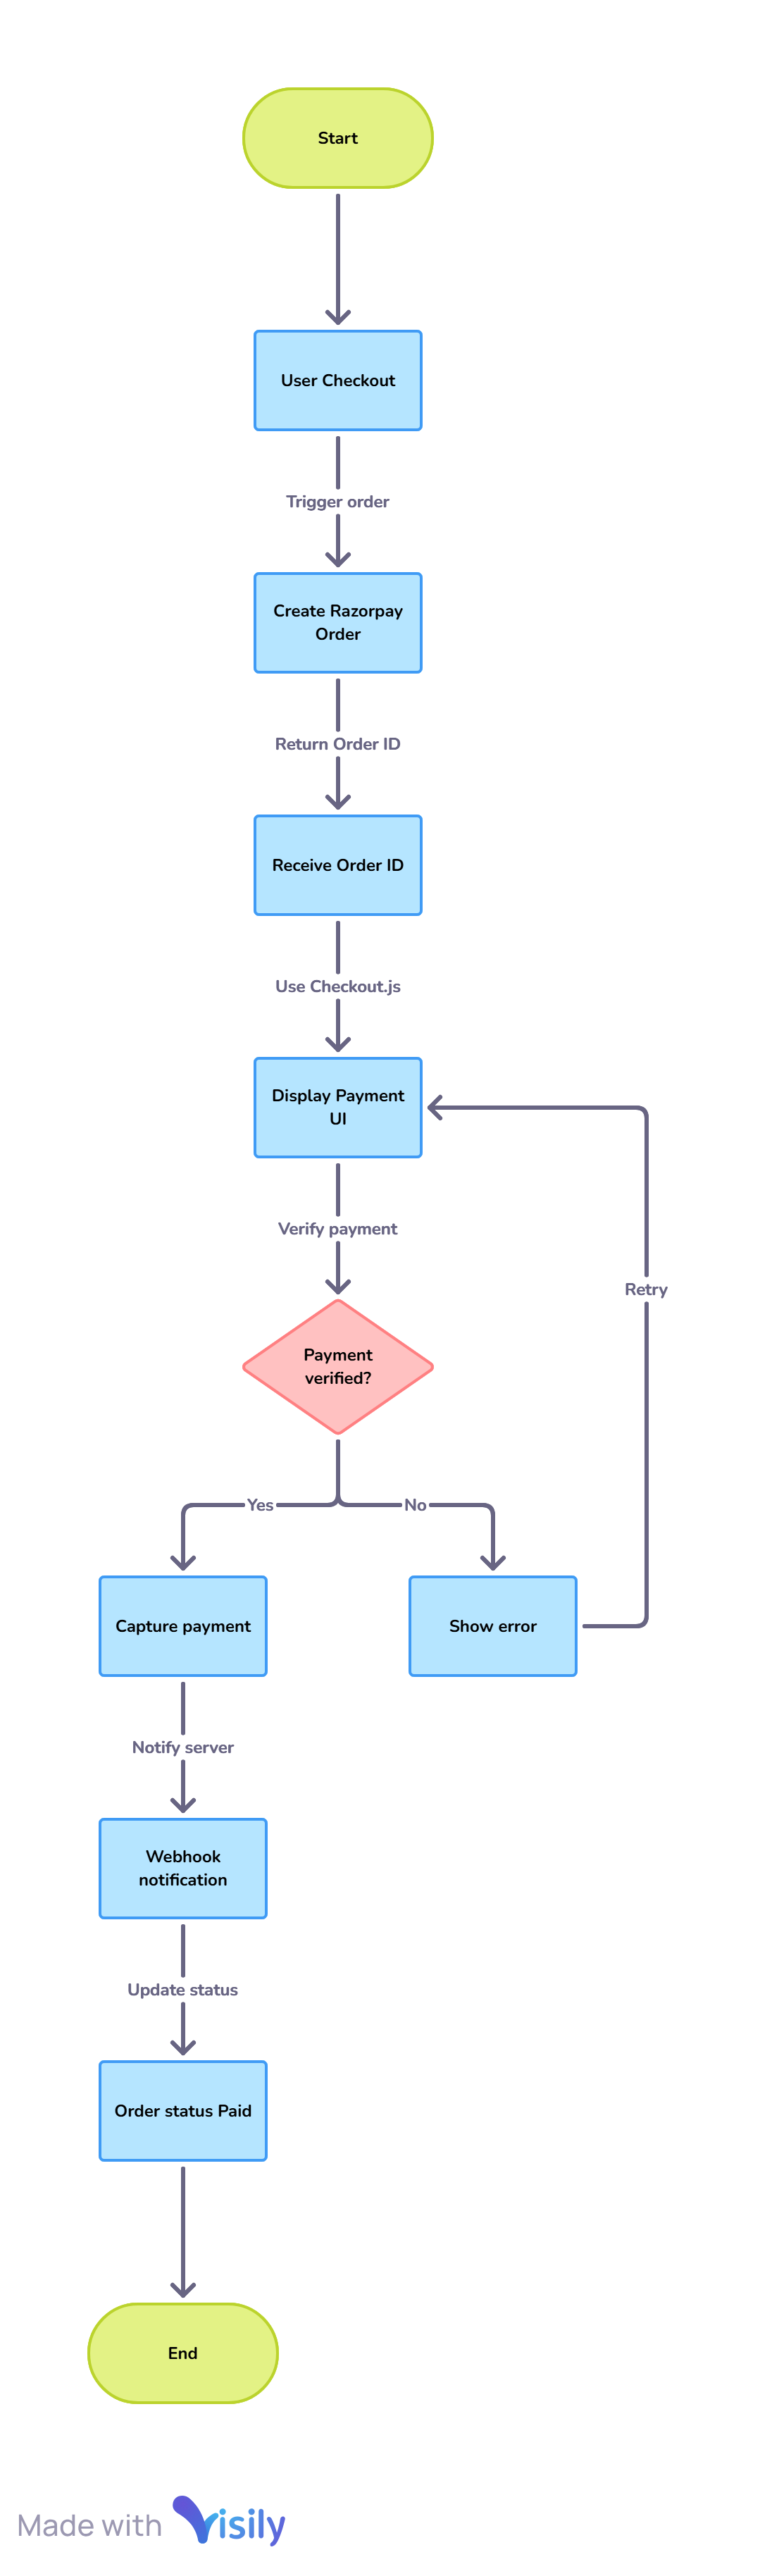 Start
User Checkout
Trigger order
Create Razorpay
Order
Return Order ID
Receive Order ID
Use Checkout.js
Display Payment
UI
Verify payment
Retry
Payment
verified?
Yes
No
Capture payment
Show error
Notify server
Webhook
notification
Update status
Order status Paid
End
Made with Visily